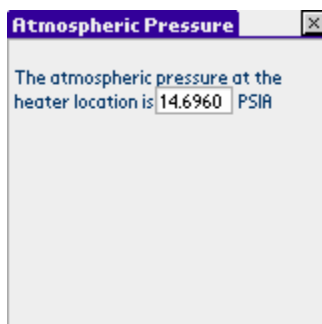 Atmospheric Pressure
The atmospheric pressure at the
heater location is 14.6960 PSIA